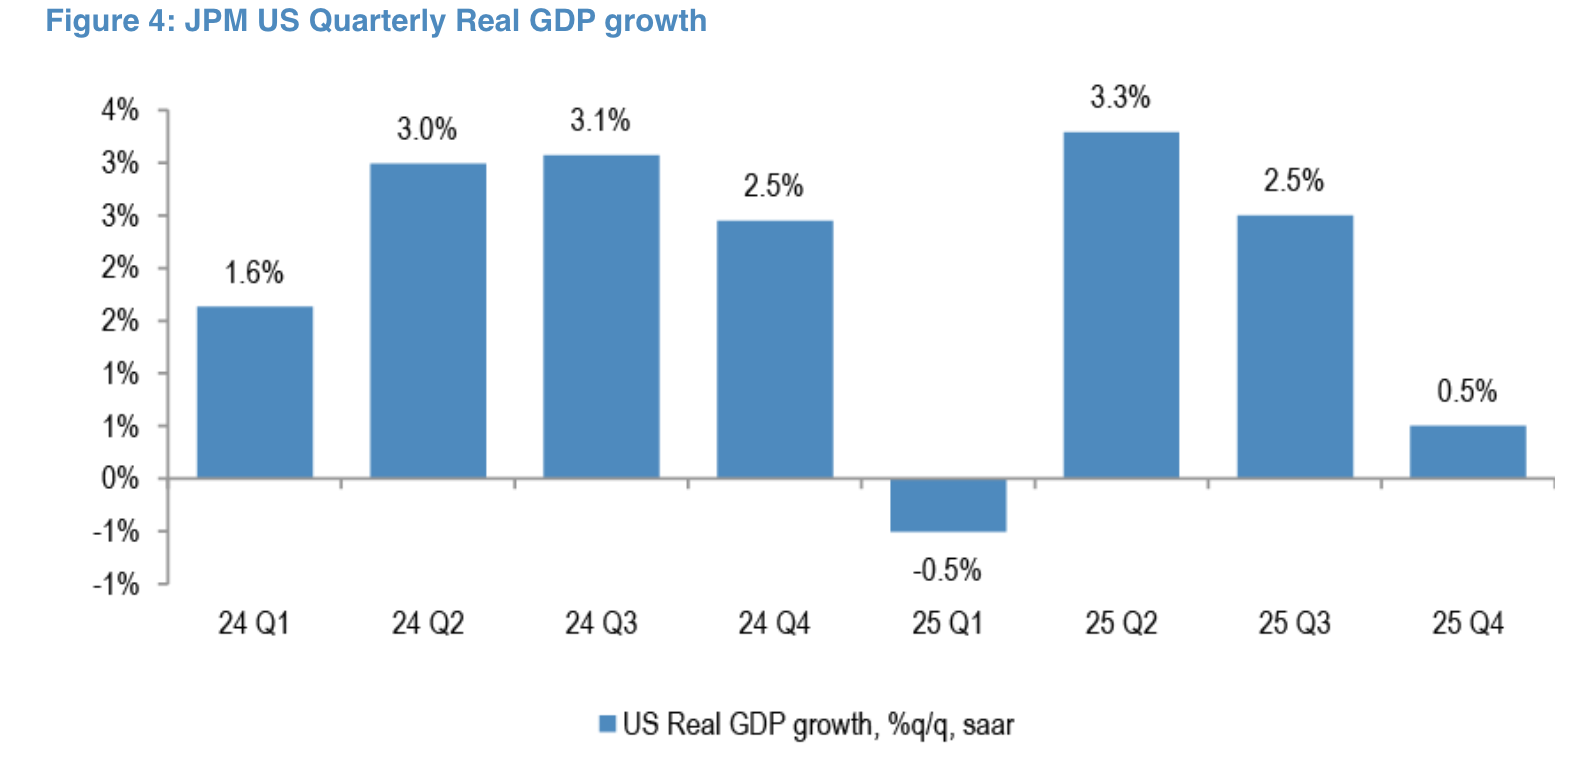 Figure 4: JPM US Quarterly Real GDP growth
4%
3%
3%
2%
2%
1%
1%
0%
-1%
-1%
1.6%
3.0%
3.1%
2.5%
-0.5%
3.3%
2.5%
0.5%
24 Q1
24 Q2
24 Q3
24 Q4
25 Q1
25 Q2
25 Q3
25 Q4
US Real GDP growth, %q/q, saar